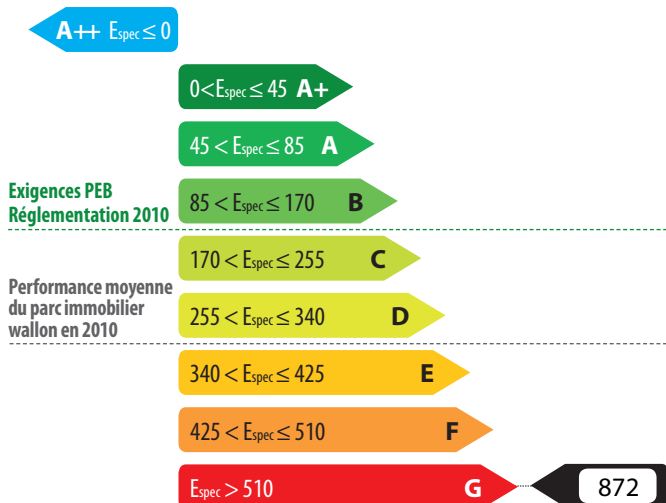 A++ Espec ≤ 0
0 < Espec ≤ 45 A+
45 < Espec ≤ 85 A
Exigences PEB
Réglementation 2010
85 < Espec ≤ 170 B
170 < Espec ≤ 255 C
Performance moyenne
du parc immobilier
wallon en 2010
255 < Espec ≤ 340 D
340 < Espec ≤ 425 E
425 < Espec ≤ 510 F
Espec > 510 G 872